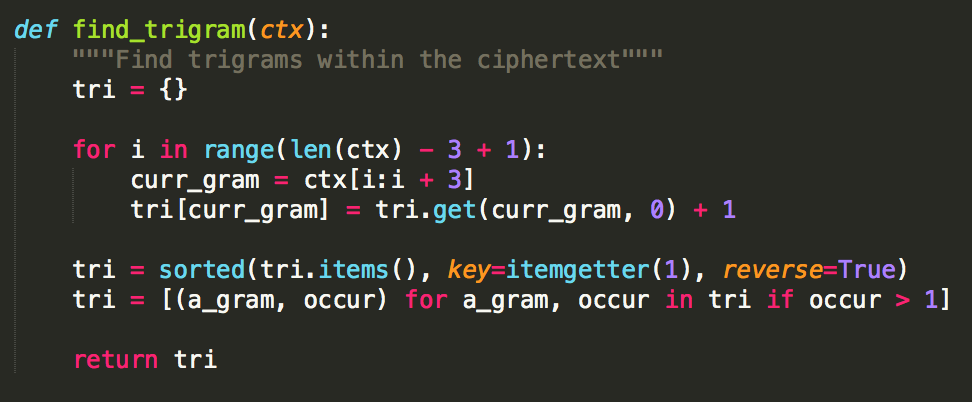 def find_trigram(ctx):
    """Find trigrams within the ciphertext"""
    tri = {}

    for i in range(len(ctx) - 3 + 1):
        curr_gram = ctx[i:i + 3]
        tri[curr_gram] = tri.get(curr_gram, 0) + 1

    tri = sorted(tri.items(), key=itemgetter(1), reverse=True)
    tri = [(a_gram, occur) for a_gram, occur in tri if occur > 1]

    return tri